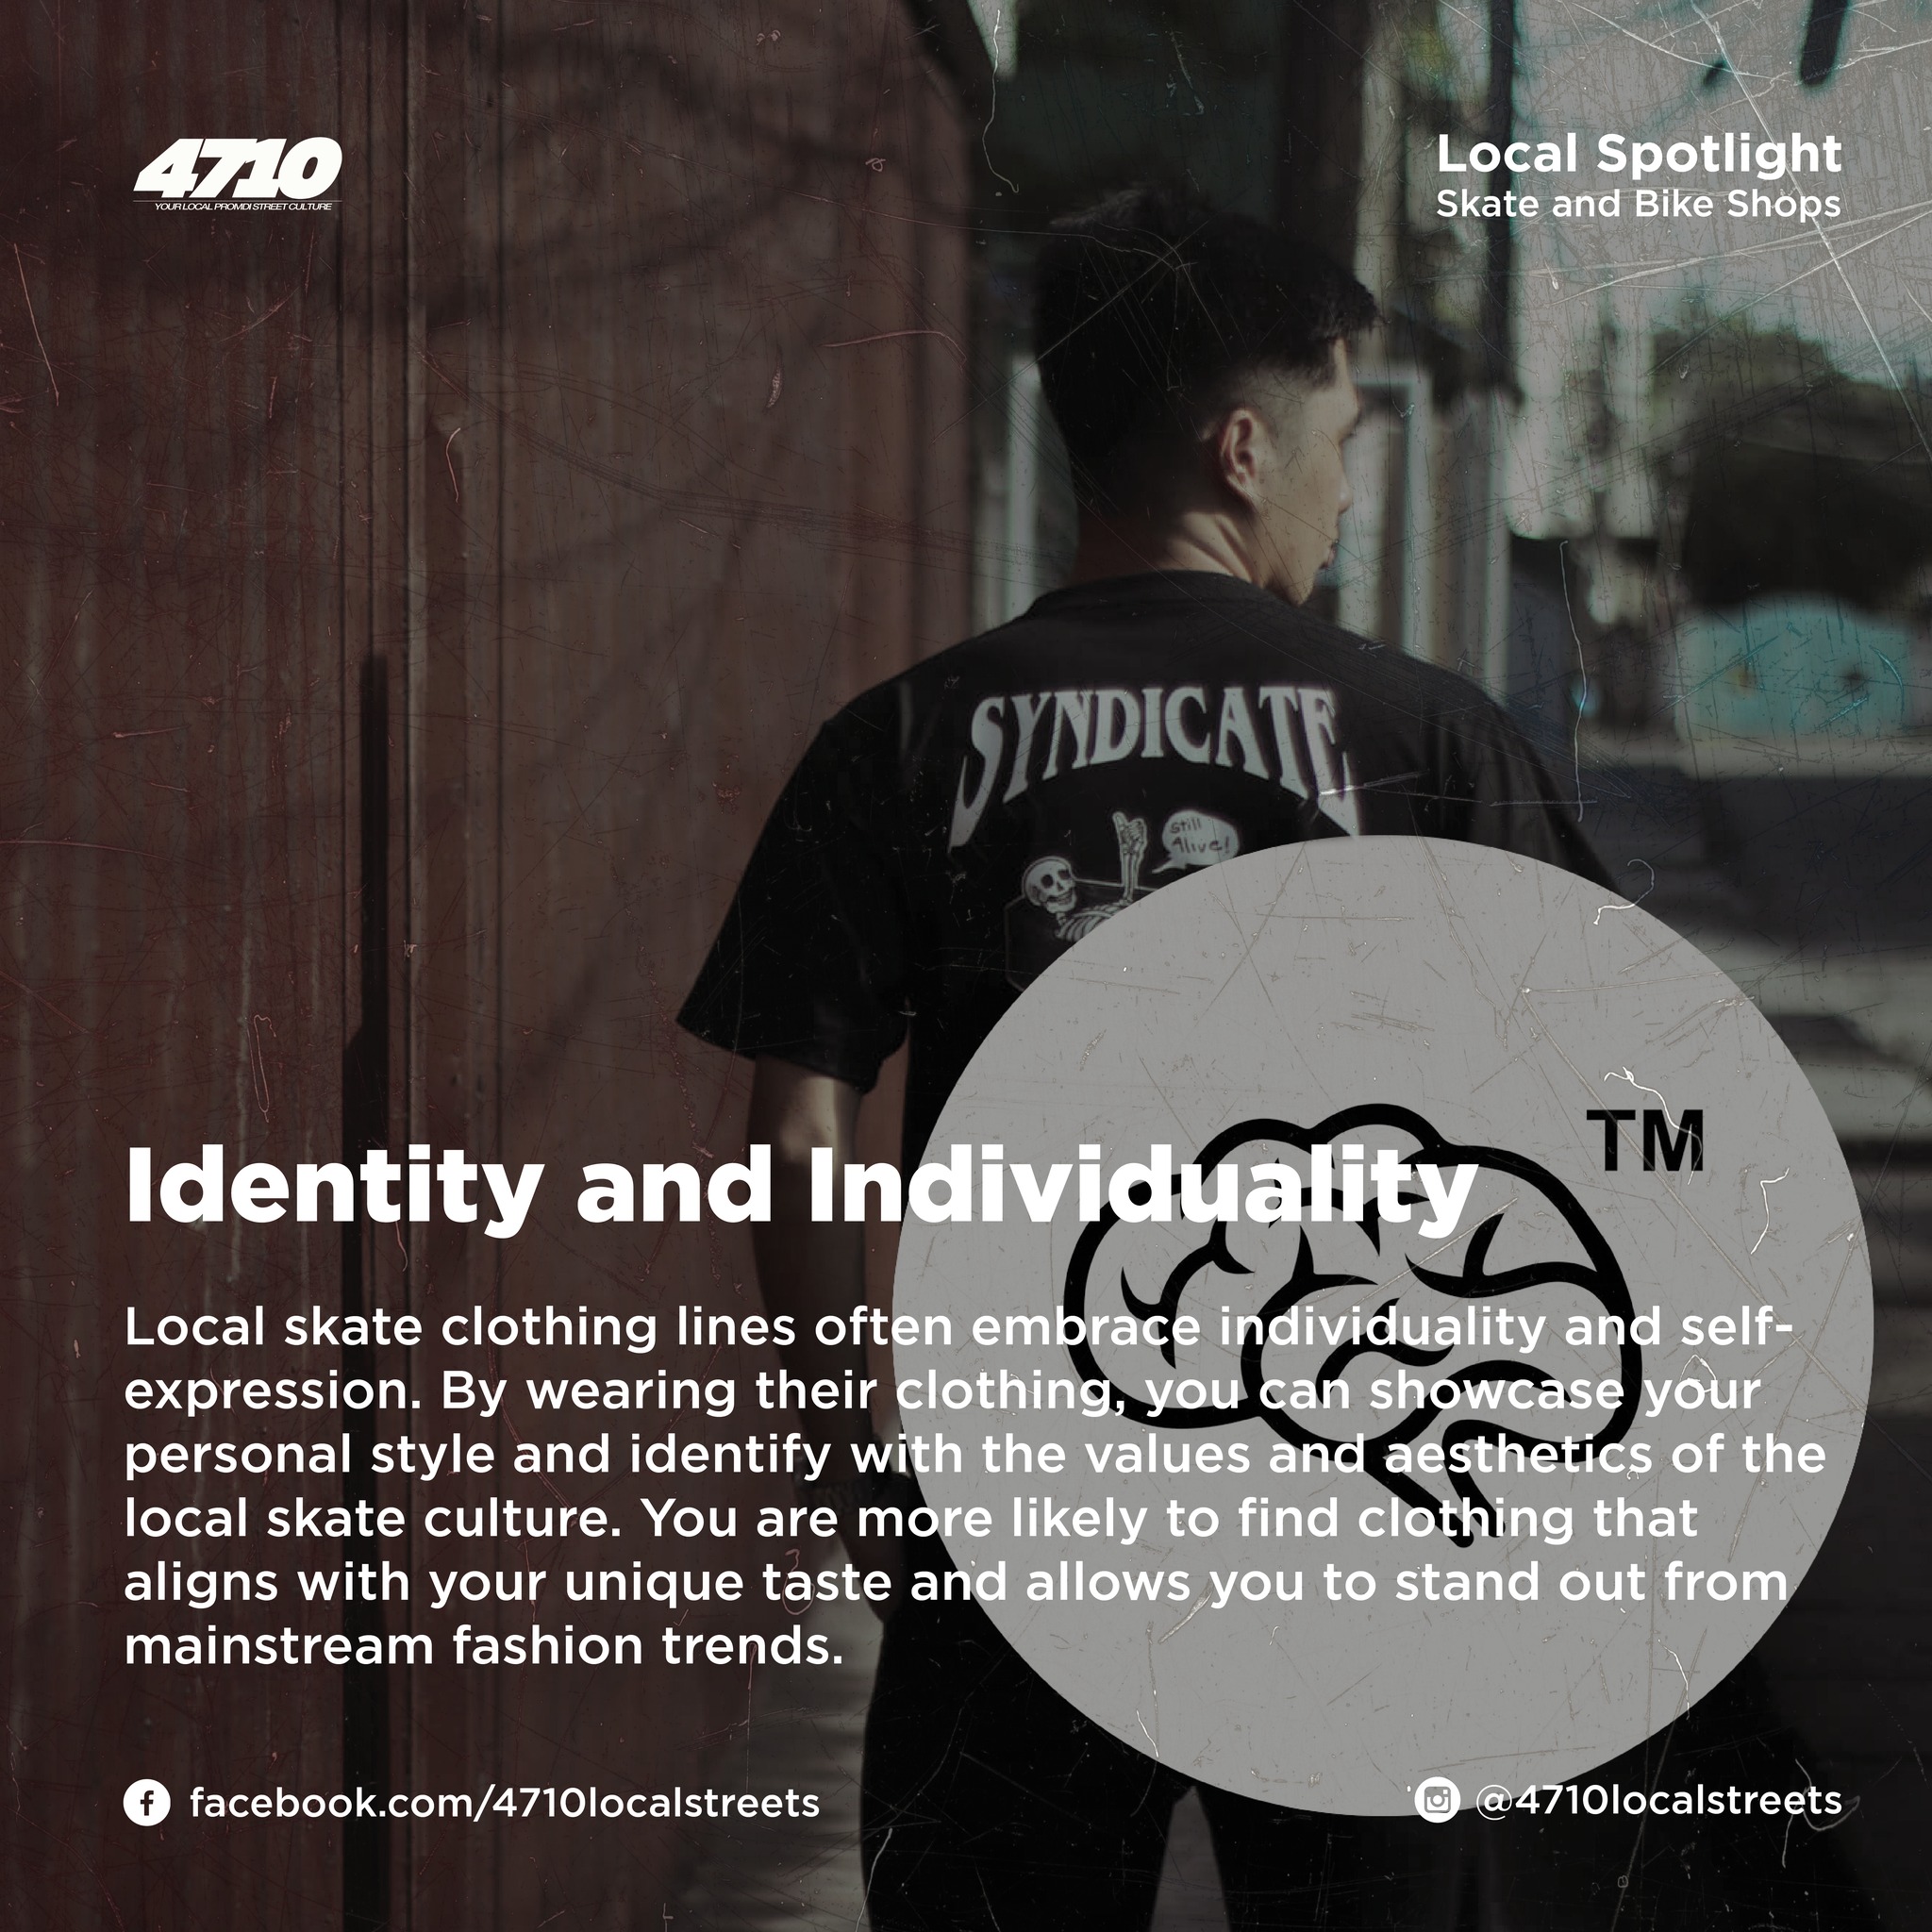 4710
YOUR LOCAL PROMDI STREET CULTURE
Local Spotlight
Skate and Bike Shops
SYNDICATE
Still
Alive!
TM
Identity and Individuality
Local skate clothing lines often embrace individuality and self-
expression. By wearing their clothing, you can showcase your
personal style and identify with the values and aesthetics of the
local skate culture. You are more likely to find clothing that
aligns with your unique taste and allows you to stand out from
mainstream fashion trends.
facebook.com/4710localstreets
@4710localstreets